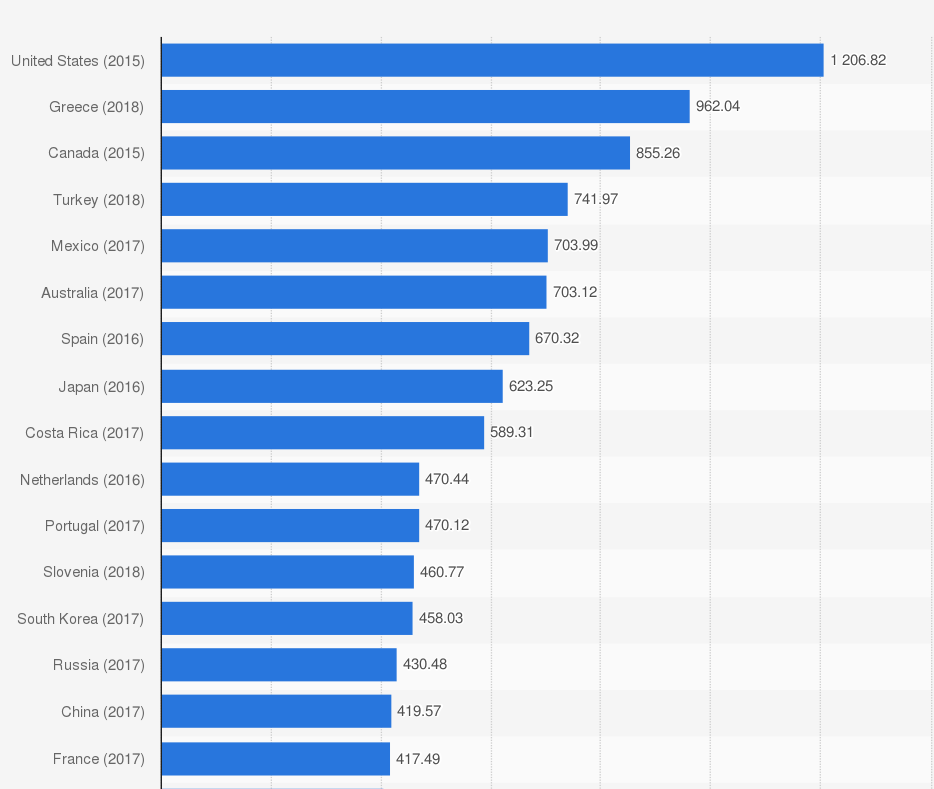 United States (2015) 1 206.82
Greece (2018) 962.04
Canada (2015) 855.26
Turkey (2018) 741.97
Mexico (2017) 703.99
Australia (2017) 703.12
Spain (2016) 670.32
Japan (2016) 623.25
Costa Rica (2017) 589.31
Netherlands (2016) 470.44
Portugal (2017) 470.12
Slovenia (2018) 460.77
South Korea (2017) 458.03
Russia (2017) 430.48
China (2017) 419.57
France (2017) 417.49